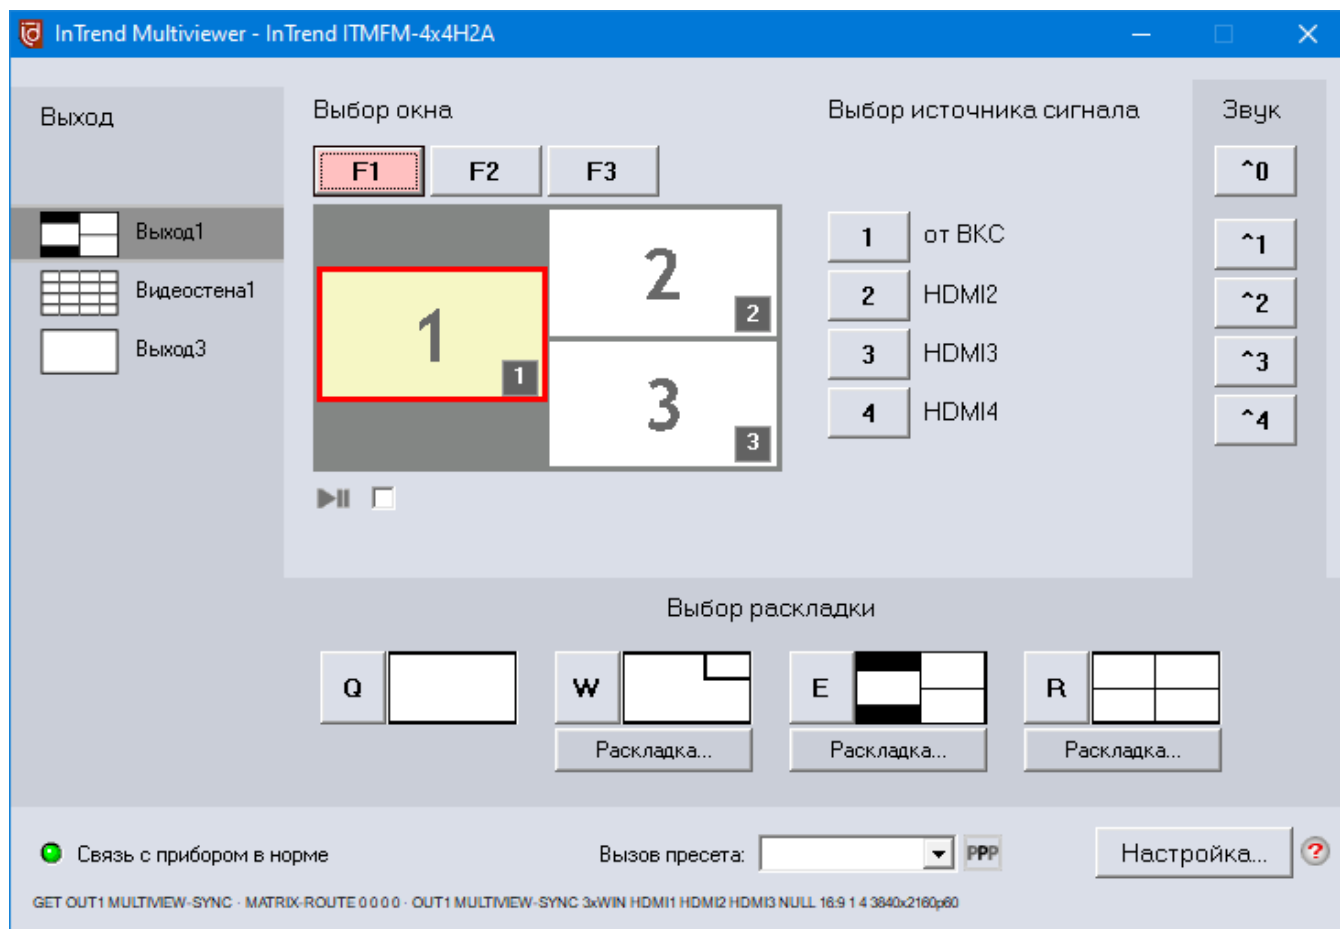 InTrend Multiviewer - InTrend ITMFM-4x4H2A
Выход
Выход1
Видеостена1
Выход3
Выбор окна
F1 F2 F3
1 1
2 2
3 3
Выбор источника сигнала
1 от ВКС
2 HDMI2
3 HDMI3
4 HDMI4
Звук
^0
^1
^2
^3
^4
Выбор раскладки
Q W E R
Раскладка... Раскладка... Раскладка...
Связь с прибором в норме
Вызов пресета:
PPP
Настройка...
?
GET OUT1 MULTIVIEW-SYNC · MATRIX-ROUTE 0 0 0 0 · OUT1 MULTIVIEW-SYNC 3xWIN HDMI1 HDMI2 HDMI3 NULL 16:9 1 4 3840x2160p60